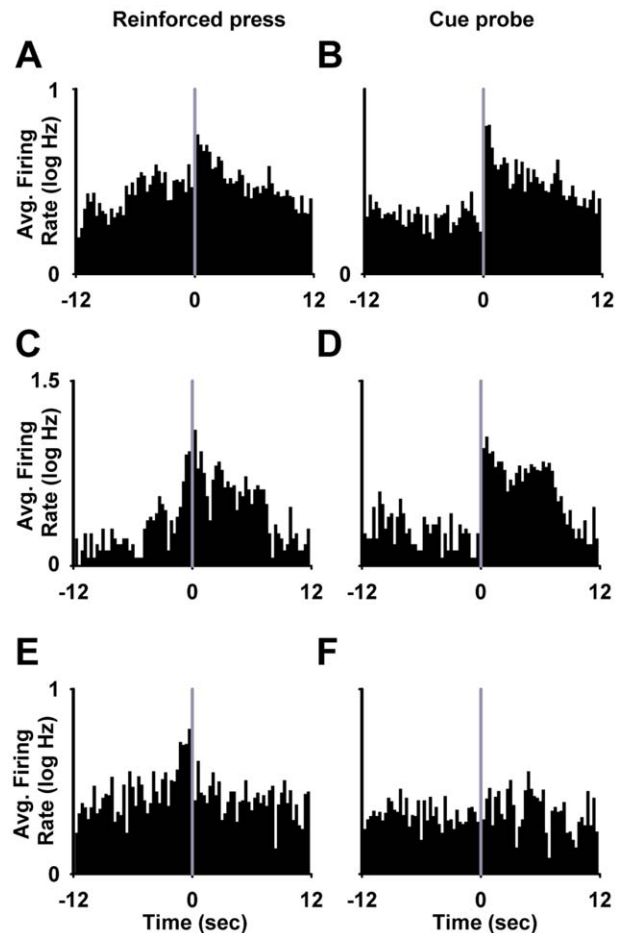 Reinforced press Cue probe
A B
1
Avg. Firing
Rate (log Hz)
0 0
-12 0 12 -12 0 12
C D
1.5
Avg. Firing
Rate (log Hz)
0
-12 0 12 -12 0 12
E F
1
Avg. Firing
Rate (log Hz)
0
-12 0 12 -12 0 12
Time (sec) Time (sec)